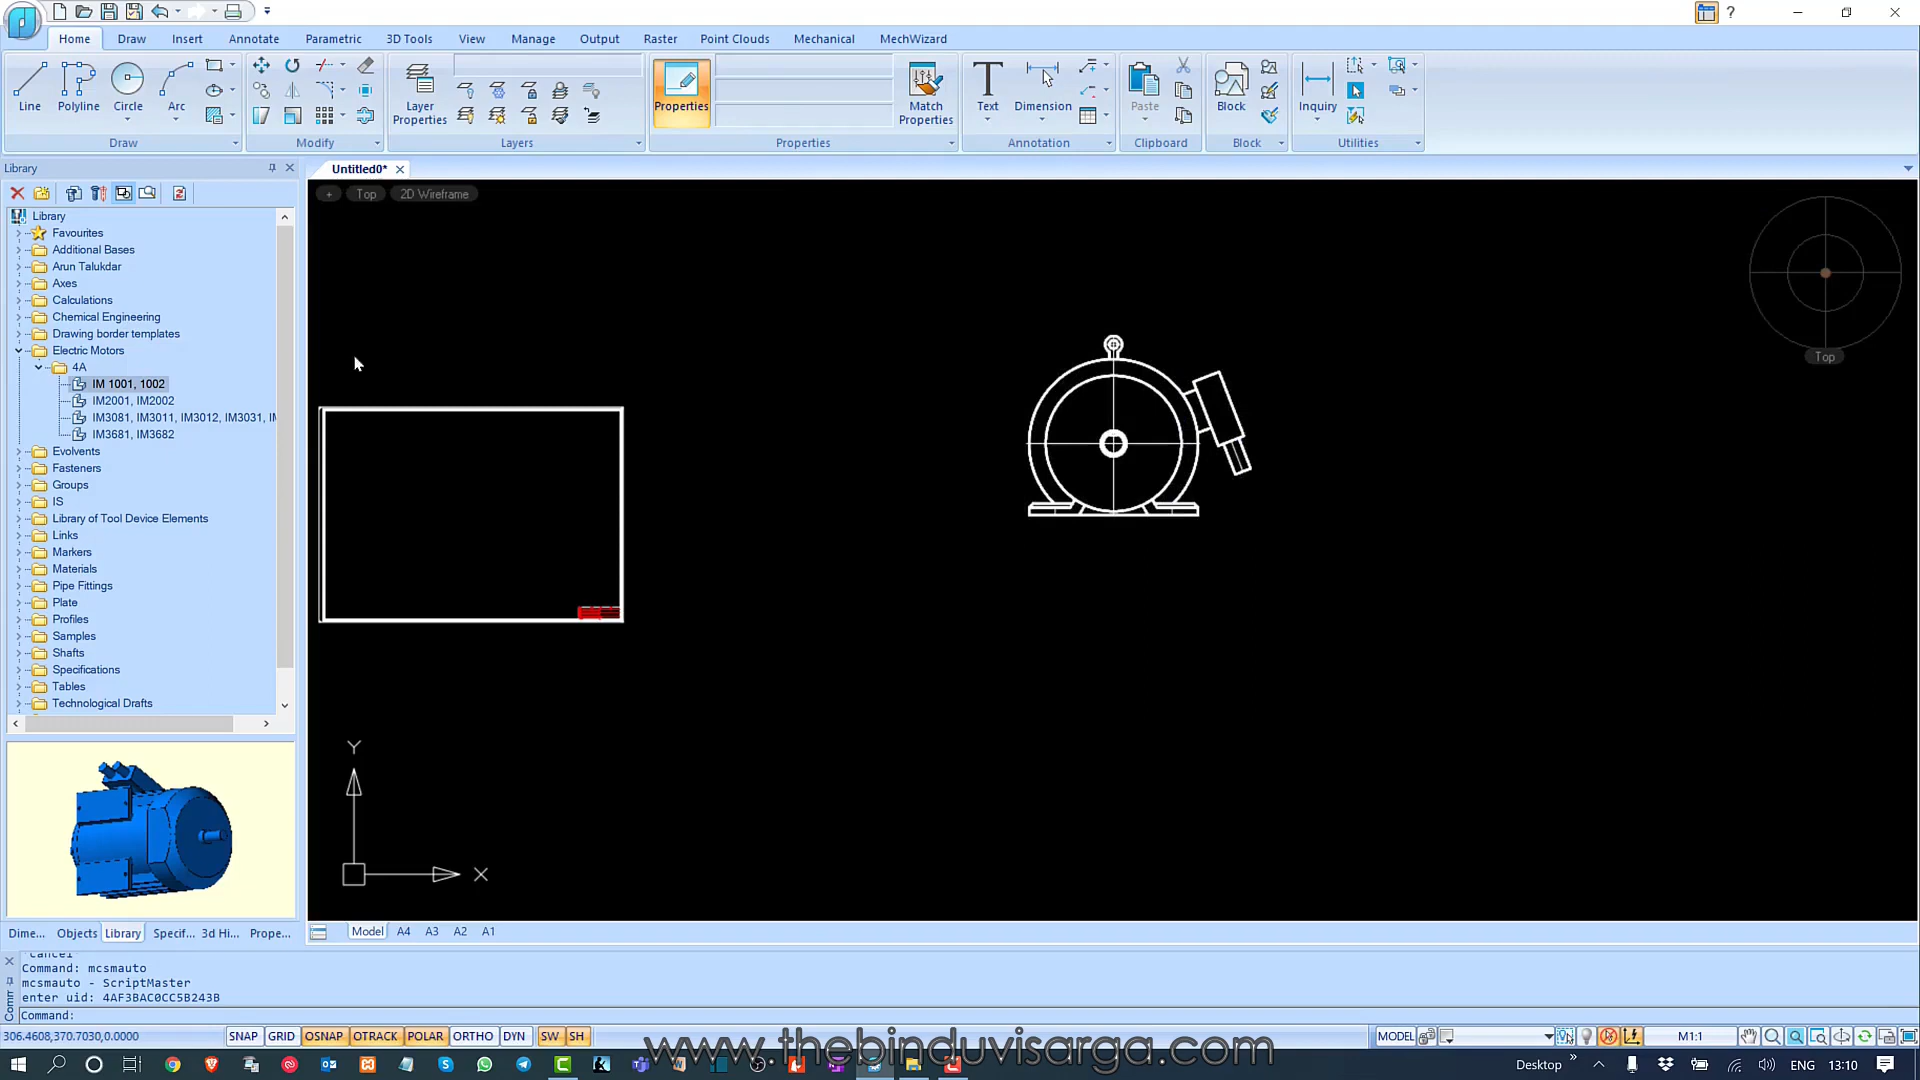 Home Draw Insert Annotate Parametric 3D Tools View Manage Output Raster Point Clouds Mechanical MechWizard
Line Polyline Circle Arc
Layer Properties
Properties
Match Properties
Text Dimension
Paste
Block
Inquiry
Draw Modify Layers Properties Annotation Clipboard Block Utilities
Library
Untitled0*
+ Top 2D Wireframe
Library
Favourites
Additional Bases
Arun Talukdar
Axes
Calculations
Chemical Engineering
Drawing border templates
Electric Motors
4A
IM 1001, 1002
IM2001, IM2002
IM3081, IM3011, IM3012, IM3031, IM
IM3681, IM3682
Evolvents
Fasteners
Groups
IS
Library of Tool Device Elements
Links
Markers
Materials
Pipe Fittings
Plate
Profiles
Samples
Shafts
Specifications
Tables
Technological Drafts
Top
Y
X
Dime... Objects Library Specif... 3d Hi... Prope...
Model A4 A3 A2 A1
*cancel*
Command: mcsmauto
mcsmauto - ScriptMaster
enter uid: 4AF3BAC0CC5B243B
Command:
306.4608,370.7030,0.0000 SNAP GRID OSNAP OTRACK POLAR ORTHO DYN SW SH MODEL M1:1
www.thebinduvisarga.com
Desktop ENG 13:10